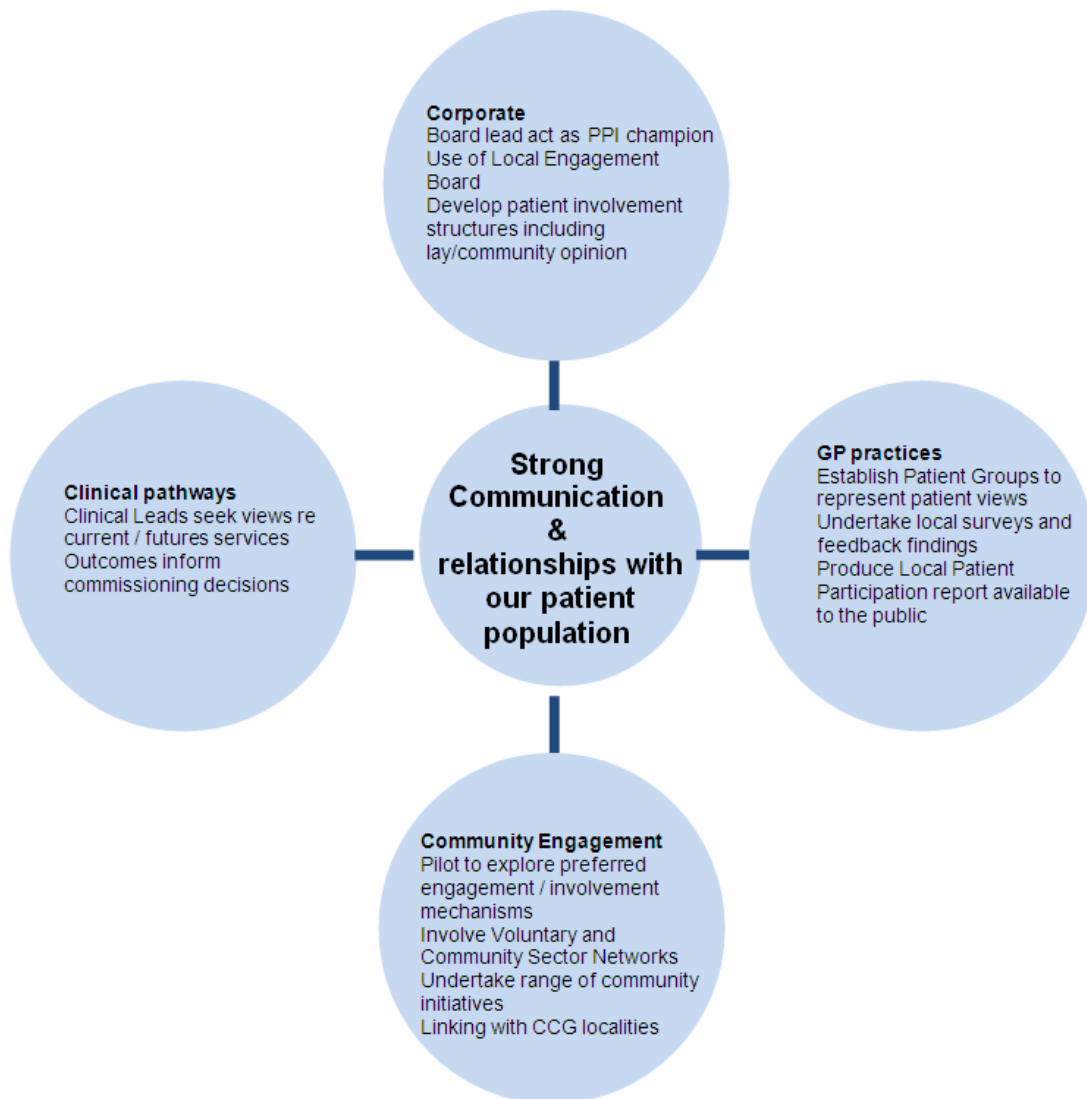 Corporate
Board lead act as PPI champion
Use of Local Engagement
Board
Develop patient involvement
structures including
lay/community opinion
Clinical pathways
Clinical Leads seek views re
current / futures services
Outcomes inform
commissioning decisions
Strong
Communication
&
relationships with
our patient
population
GP practices
Establish Patient Groups to
represent patient views
Undertake local surveys and
feedback findings
Produce Local Patient
Participation report available
to the public
Community Engagement
Pilot to explore preferred
engagement / involvement
mechanisms
Involve Voluntary and
Community Sector Networks
Undertake range of community
initiatives
Linking with CCG localities